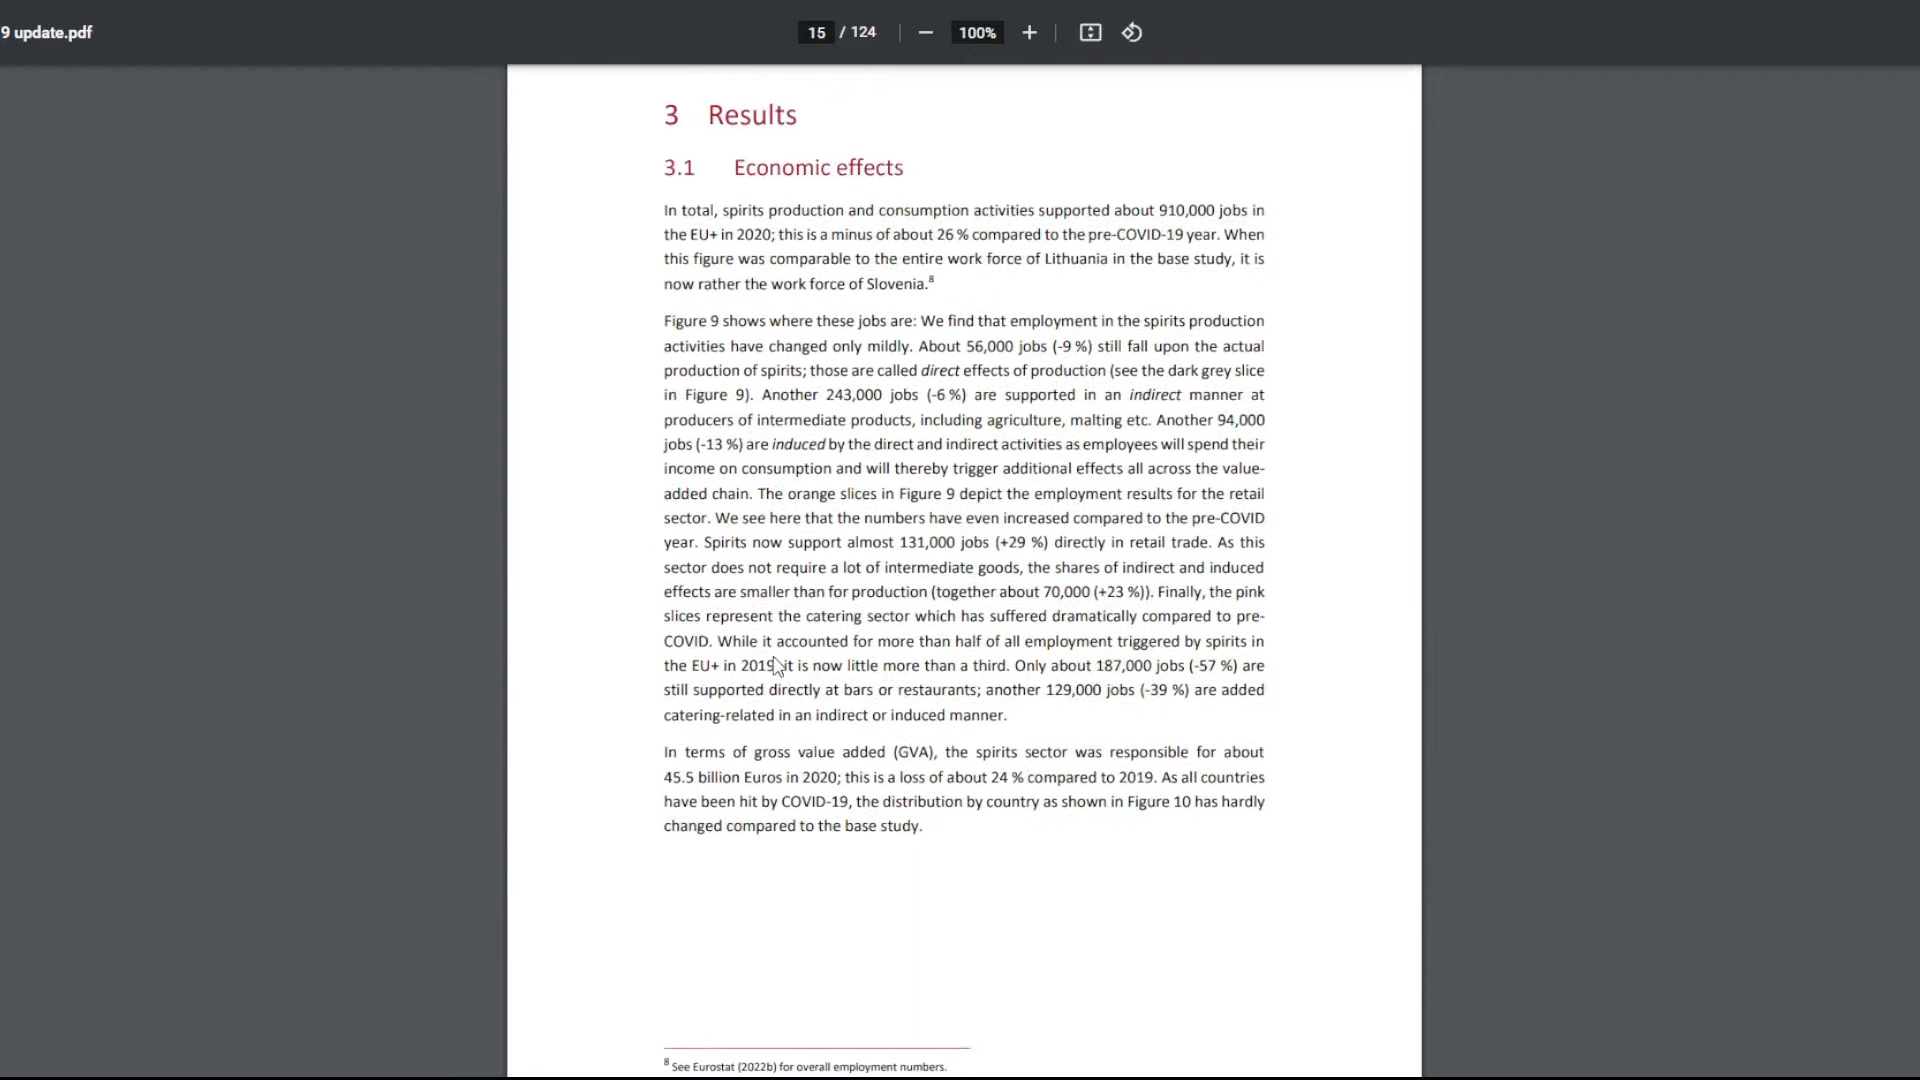 9 update.pdf
15 / 124
100%
3 Results
3.1 Economic effects
In total, spirits production and consumption activities supported about 910,000 jobs in
the EU+ in 2020; this is a minus of about 26 % compared to the pre-COVID-19 year. When
this figure was comparable to the entire work force of Lithuania in the base study, it is
now rather the work force of Slovenia.8
Figure 9 shows where these jobs are: We find that employment in the spirits production
activities have changed only mildly. About 56,000 jobs (-9 %) still fall upon the actual
production of spirits; those are called direct effects of production (see the dark grey slice
in Figure 9). Another 243,000 jobs (-6 %) are supported in an indirect manner at
producers of intermediate products, including agriculture, malting etc. Another 94,000
jobs (-13 %) are induced by the direct and indirect activities as employees will spend their
income on consumption and will thereby trigger additional effects all across the value-
added chain. The orange slices in Figure 9 depict the employment results for the retail
sector. We see here that the numbers have even increased compared to the pre-COVID
year. Spirits now support almost 131,000 jobs (+29 %) directly in retail trade. As this
sector does not require a lot of intermediate goods, the shares of indirect and induced
effects are smaller than for production (together about 70,000 (+23 %)). Finally, the pink
slices represent the catering sector which has suffered dramatically compared to pre-
COVID. While it accounted for more than half of all employment triggered by spirits in
the EU+ in 2019 it is now little more than a third. Only about 187,000 jobs (-57 %) are
still supported directly at bars or restaurants; another 129,000 jobs (-39 %) are added
catering-related in an indirect or induced manner.
In terms of gross value added (GVA), the spirits sector was responsible for about
45.5 billion Euros in 2020; this is a loss of about 24 % compared to 2019. As all countries
have been hit by COVID-19, the distribution by country as shown in Figure 10 has hardly
changed compared to the base study.
8 See Eurostat (2022b) for overall employment numbers.